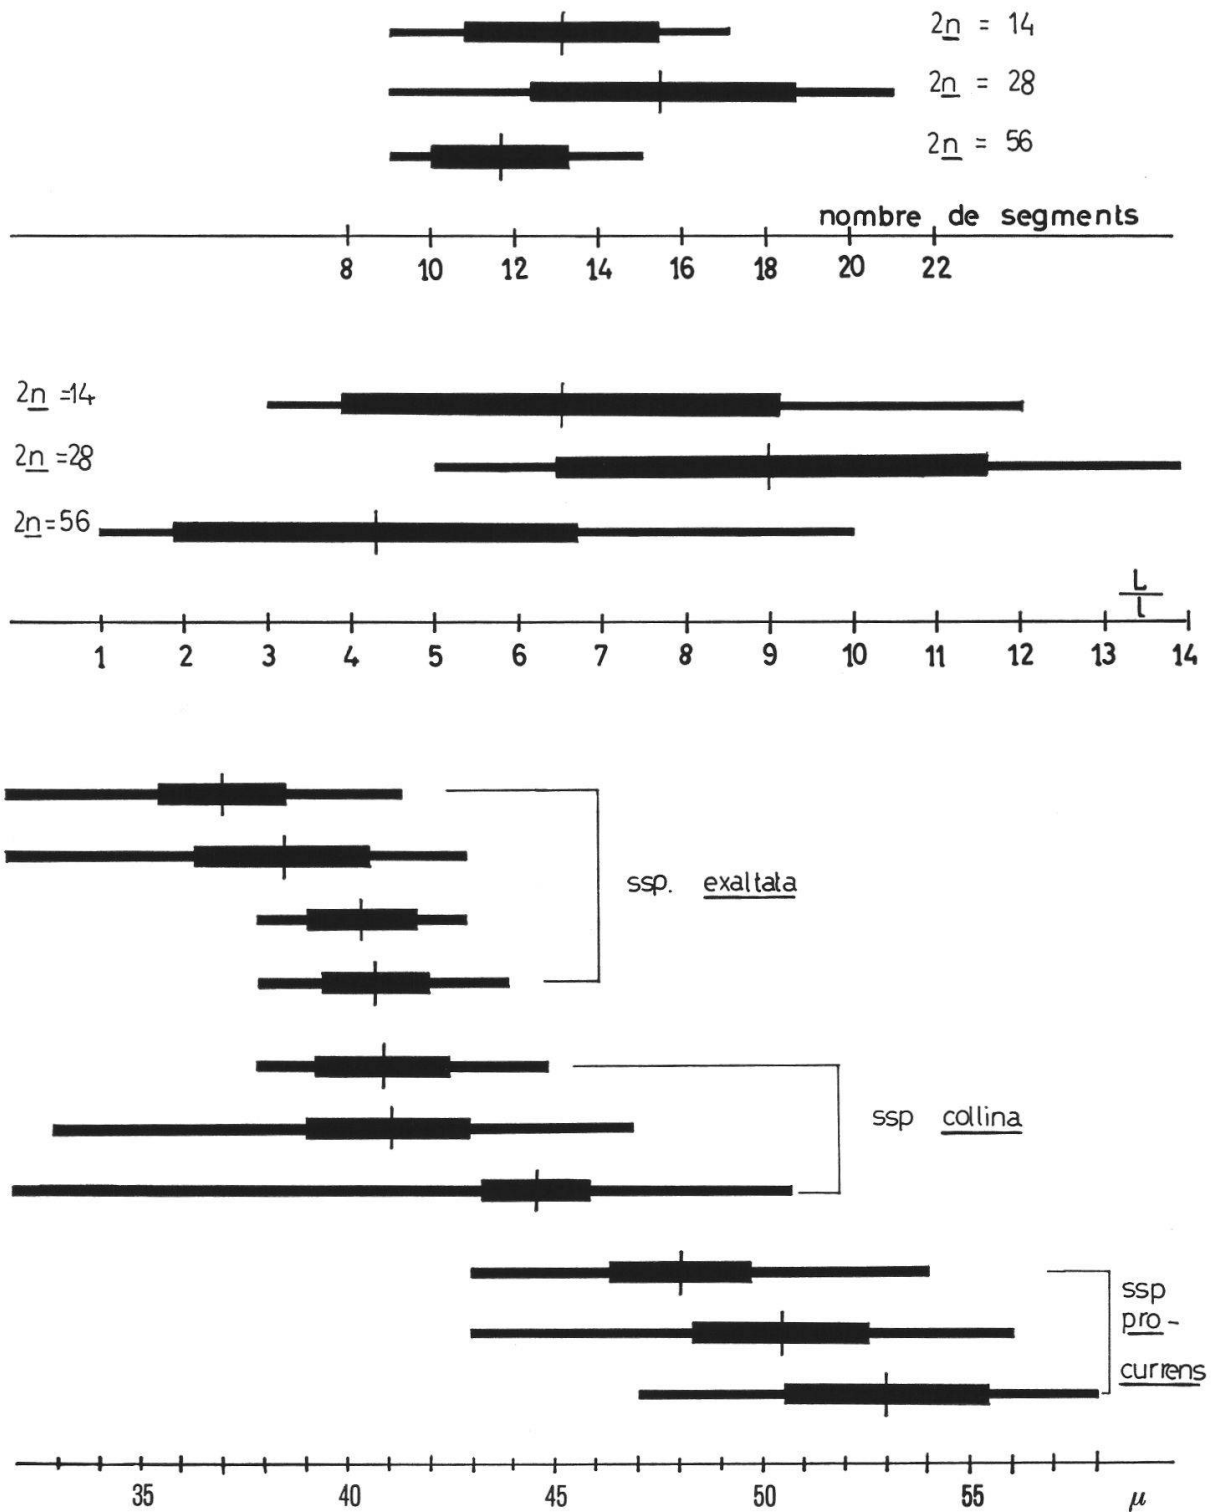 2n = 14
2n = 28
2n = 56
nombre de segments
8 10 12 14 16 18 20 22
2n =14
2n =28
2n=56
L
l
1 2 3 4 5 6 7 8 9 10 11 12 13 14
ssp. exaltata
ssp collina
ssp
pro-
currens
35 40 45 50 55 μ